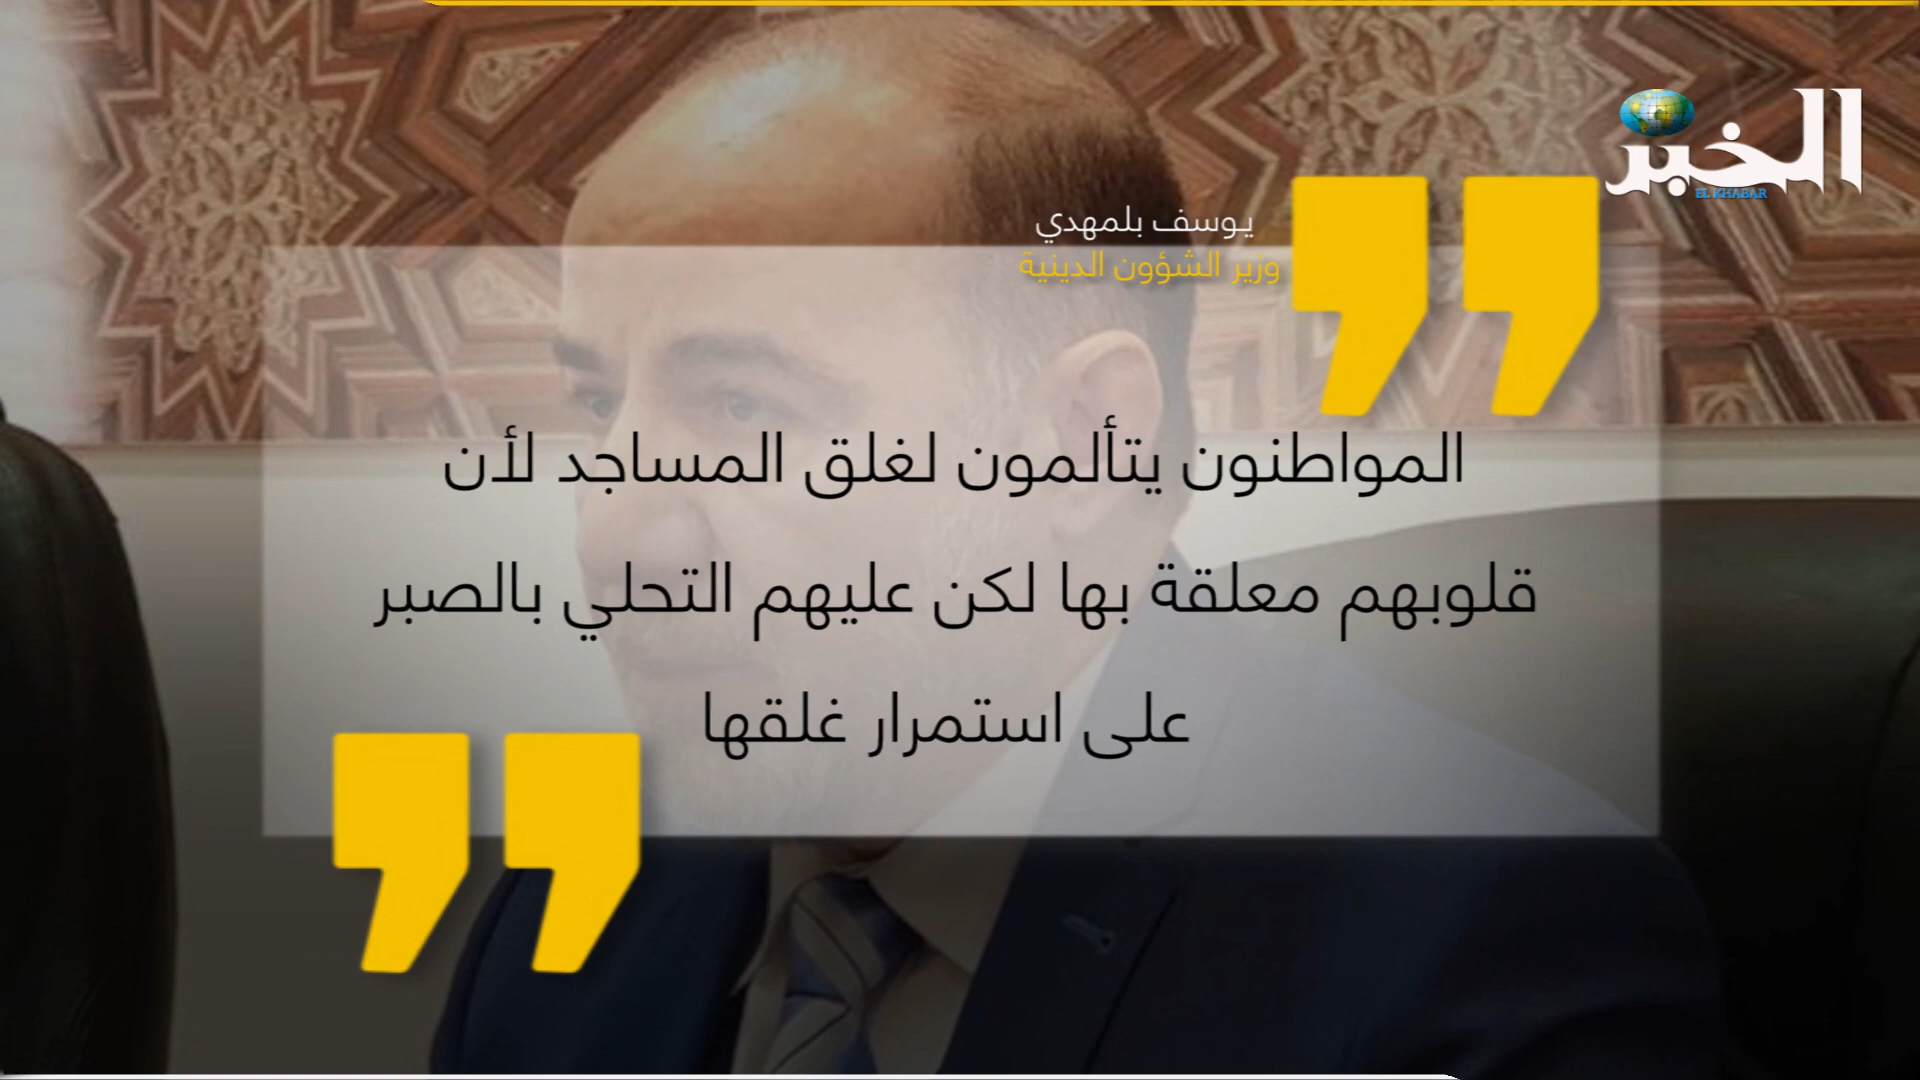 الخبر
EL KHABAR
يوسف بلمهدي
وزير الشؤون الدينية
المواطنون يتألمون لغلق المساجد لأن
قلوبهم معلقة بها لكن عليهم التحلي بالصبر
على استمرار غلقها